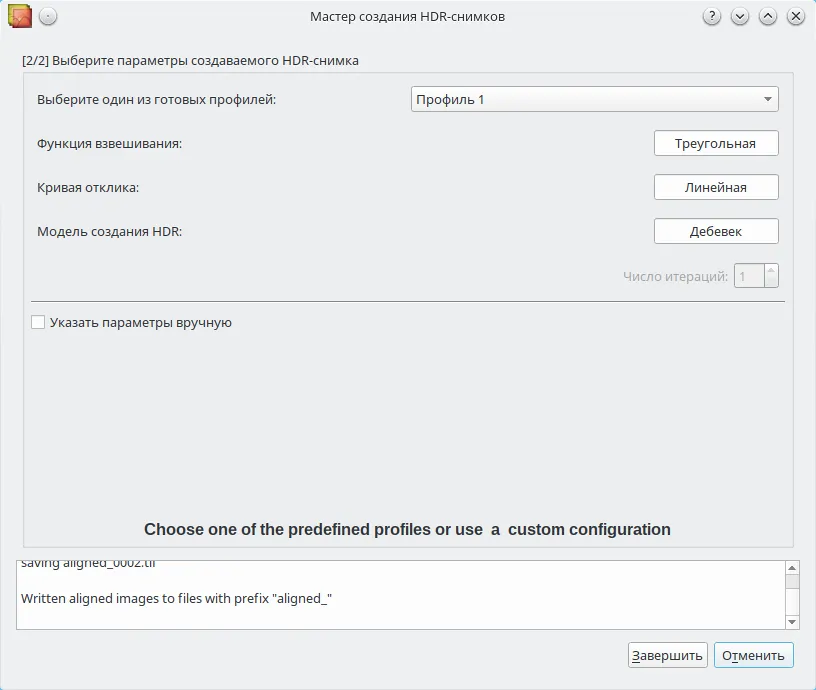 Мастер создания HDR-снимков
[2/2] Выберите параметры создаваемого HDR-снимка
Выберите один из готовых профилей: Профиль 1
Функция взвешивания: Треугольная
Кривая отклика: Линейная
Модель создания HDR: Дебевек
Число итераций: 1
Указать параметры вручную
Choose one of the predefined profiles or use a custom configuration
saving aligned_0002.tif
Written aligned images to files with prefix "aligned_"
Завершить Отменить